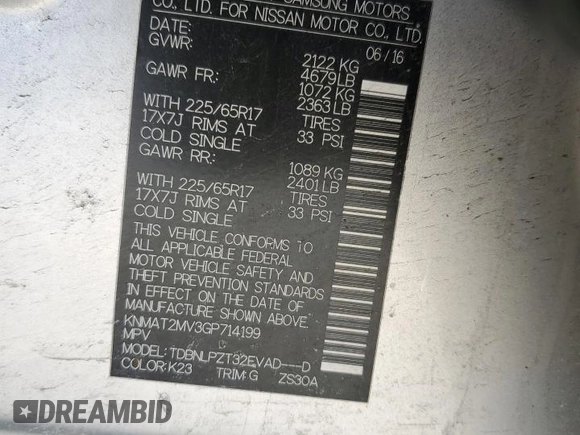 SAMSUNG MOTORS
CO, LTD. FOR NISSAN MOTOR CO, LTD.
DATE: 06/16
GVWR: 2122 KG
4679LB
GAWR FR: 1072 KG
2363 LB
WITH 225/65R17 TIRES
17X7J RIMS AT 33 PSI
COLD SINGLE
GAWR RR: 1089 KG
2401 LB
WITH 225/65R17 TIRES
17X7J RIMS AT 33 PSI
COLD SINGLE
THIS VEHICLE CONFORMS TO
ALL APPLICABLE FEDERAL
MOTOR VEHICLE SAFETY AND
THEFT PREVENTION STANDARDS
IN EFFECT ON THE DATE OF
MANUFACTURE SHOWN ABOVE.
KNMAT2MV3GP714199
MPV
MODEL: TDBNLPZT32EVAD---D
COLOR: K23 TRIM: G ZS30A
DREAMBID